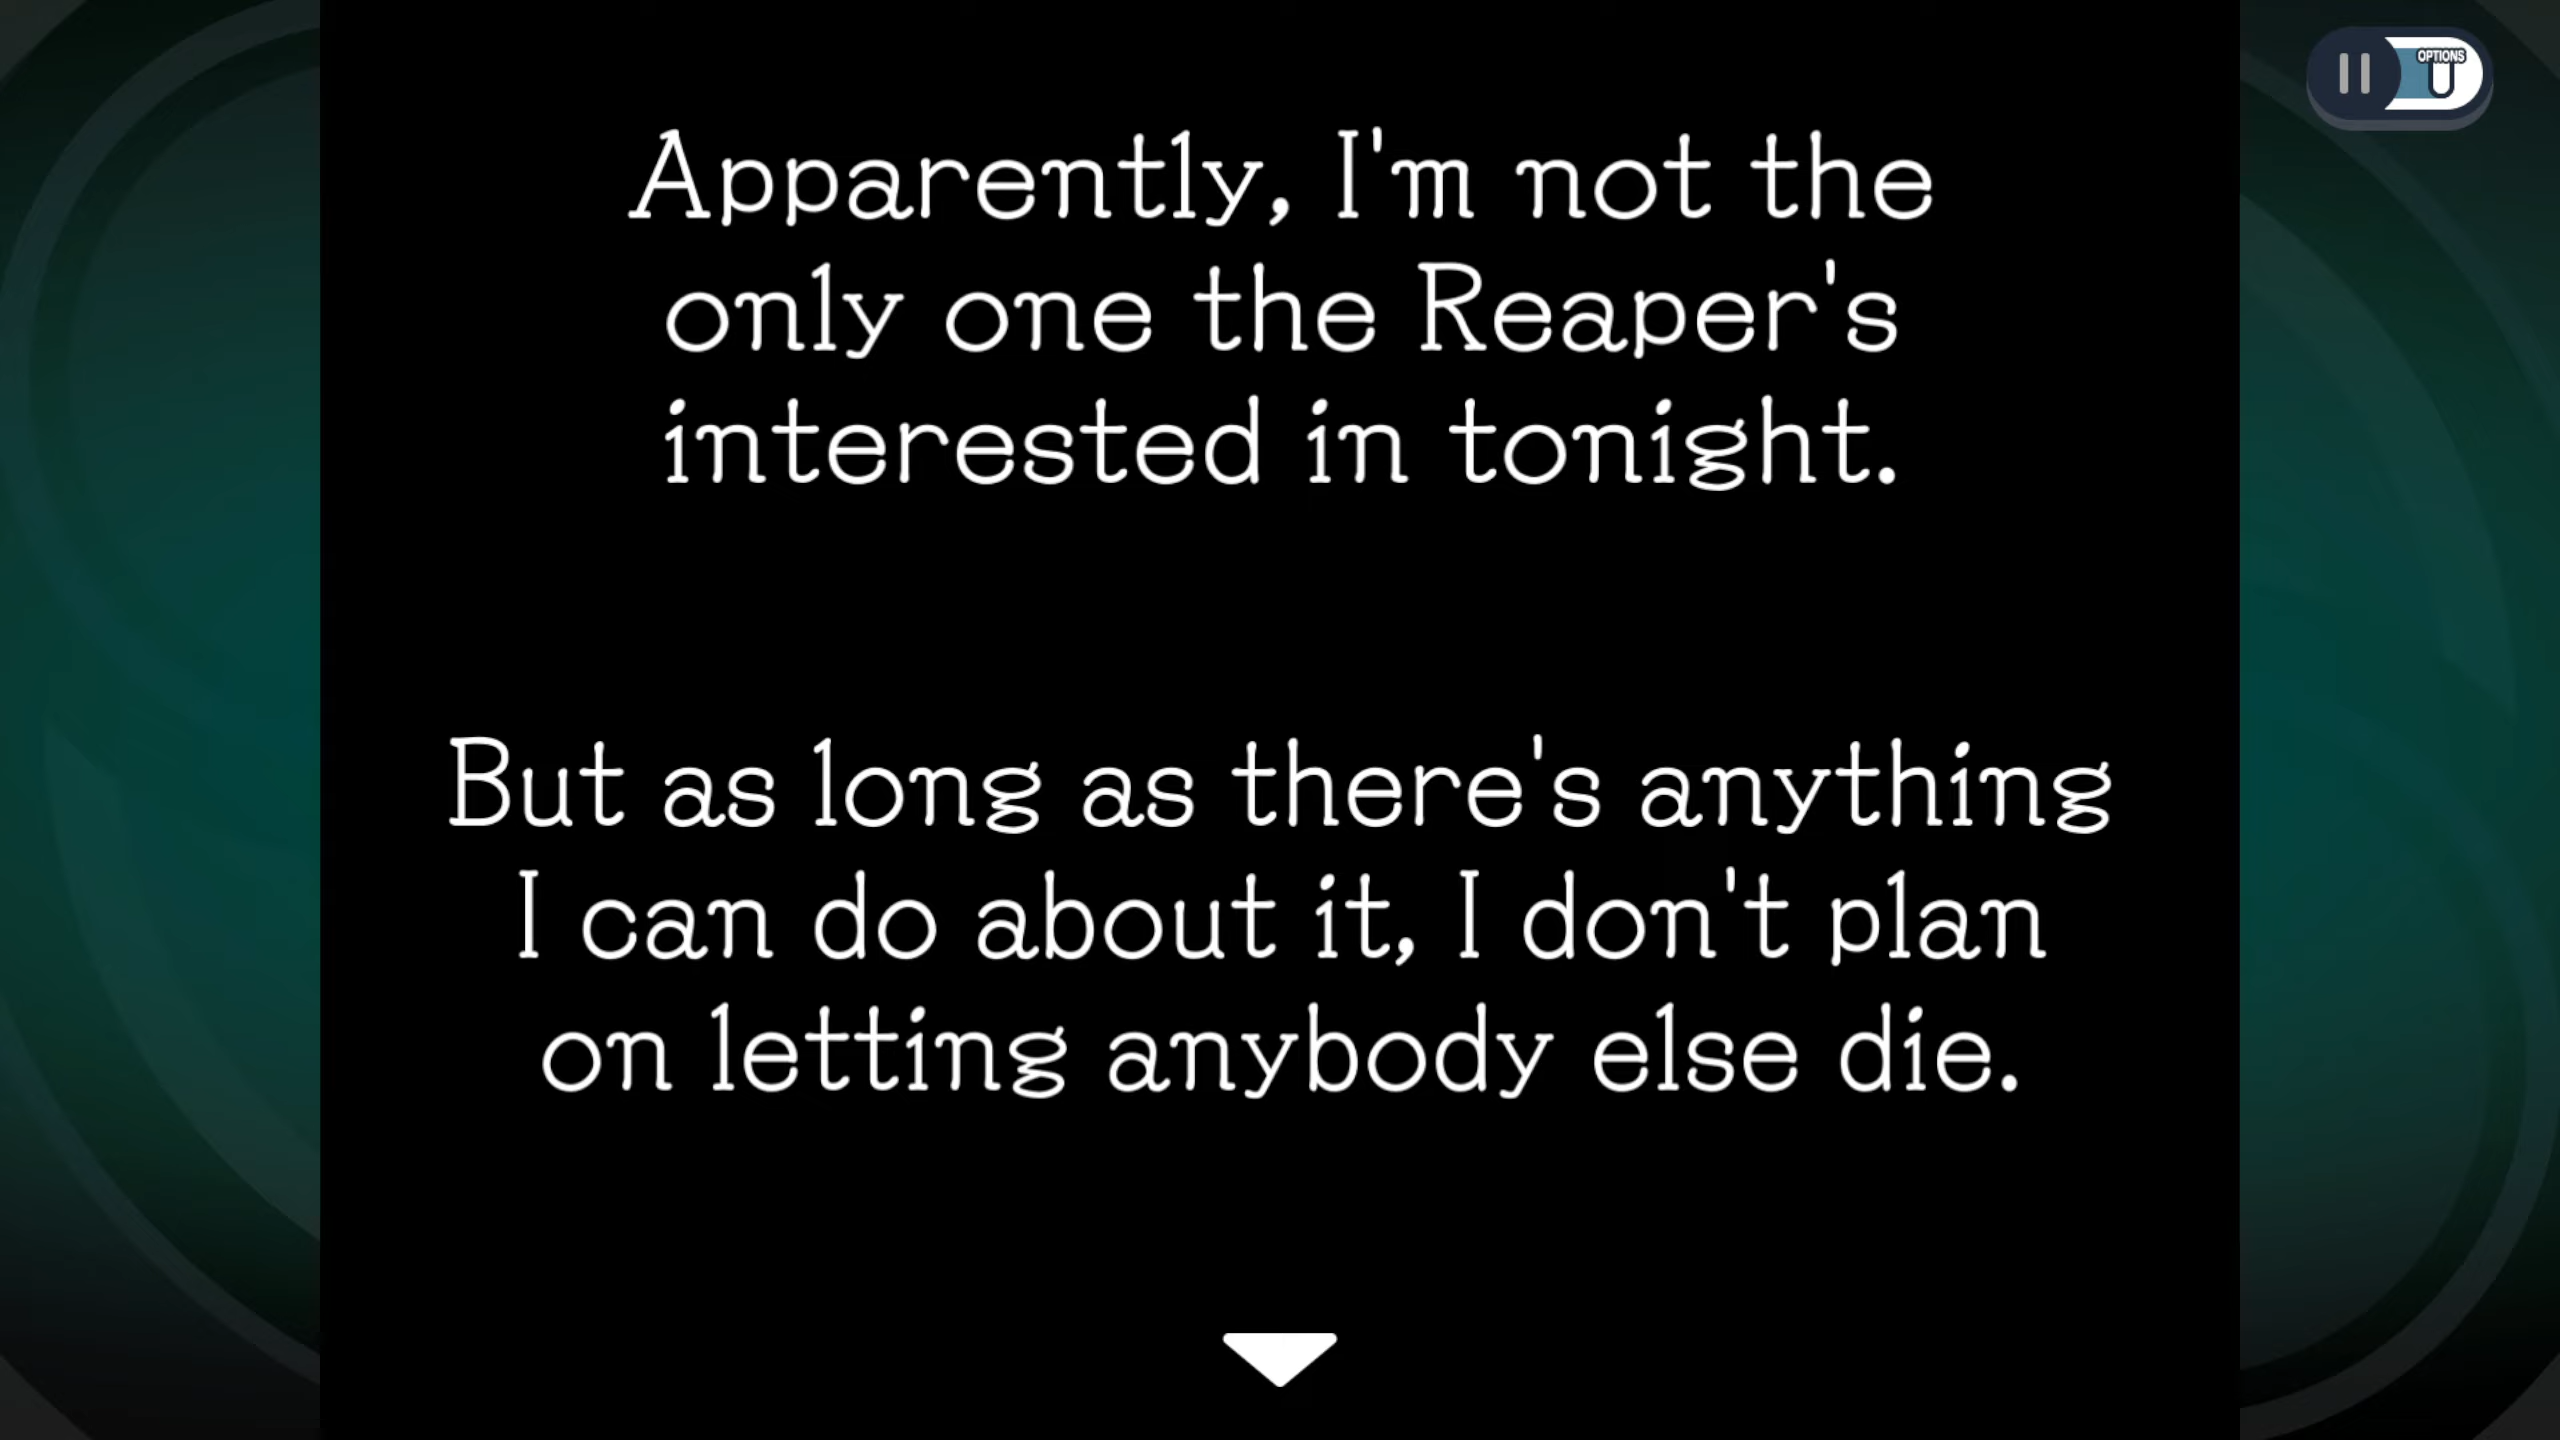 OPTIONS
Apparently, I'm not the
only one the Reaper's
interested in tonight.
But as long as there's anything
I can do about it, I don't plan
on letting anybody else die.